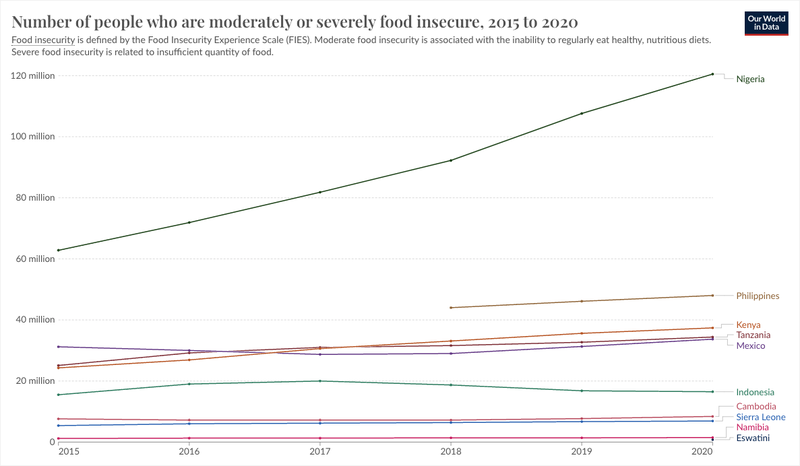 Number of people who are moderately or severely food insecure, 2015 to 2020
Our World
in Data
Food insecurity is defined by the Food Insecurity Experience Scale (FIES). Moderate food insecurity is associated with the inability to regularly eat healthy, nutritious diets.
Severe food insecurity is related to insufficient quantity of food.
120 million
Nigeria
100 million
80 million
60 million
Philippines
40 million
Kenya
Tanzania
Mexico
20 million
Indonesia
Cambodia
Sierra Leone
Namibia
Eswatini
0
2015
2016
2017
2018
2019
2020